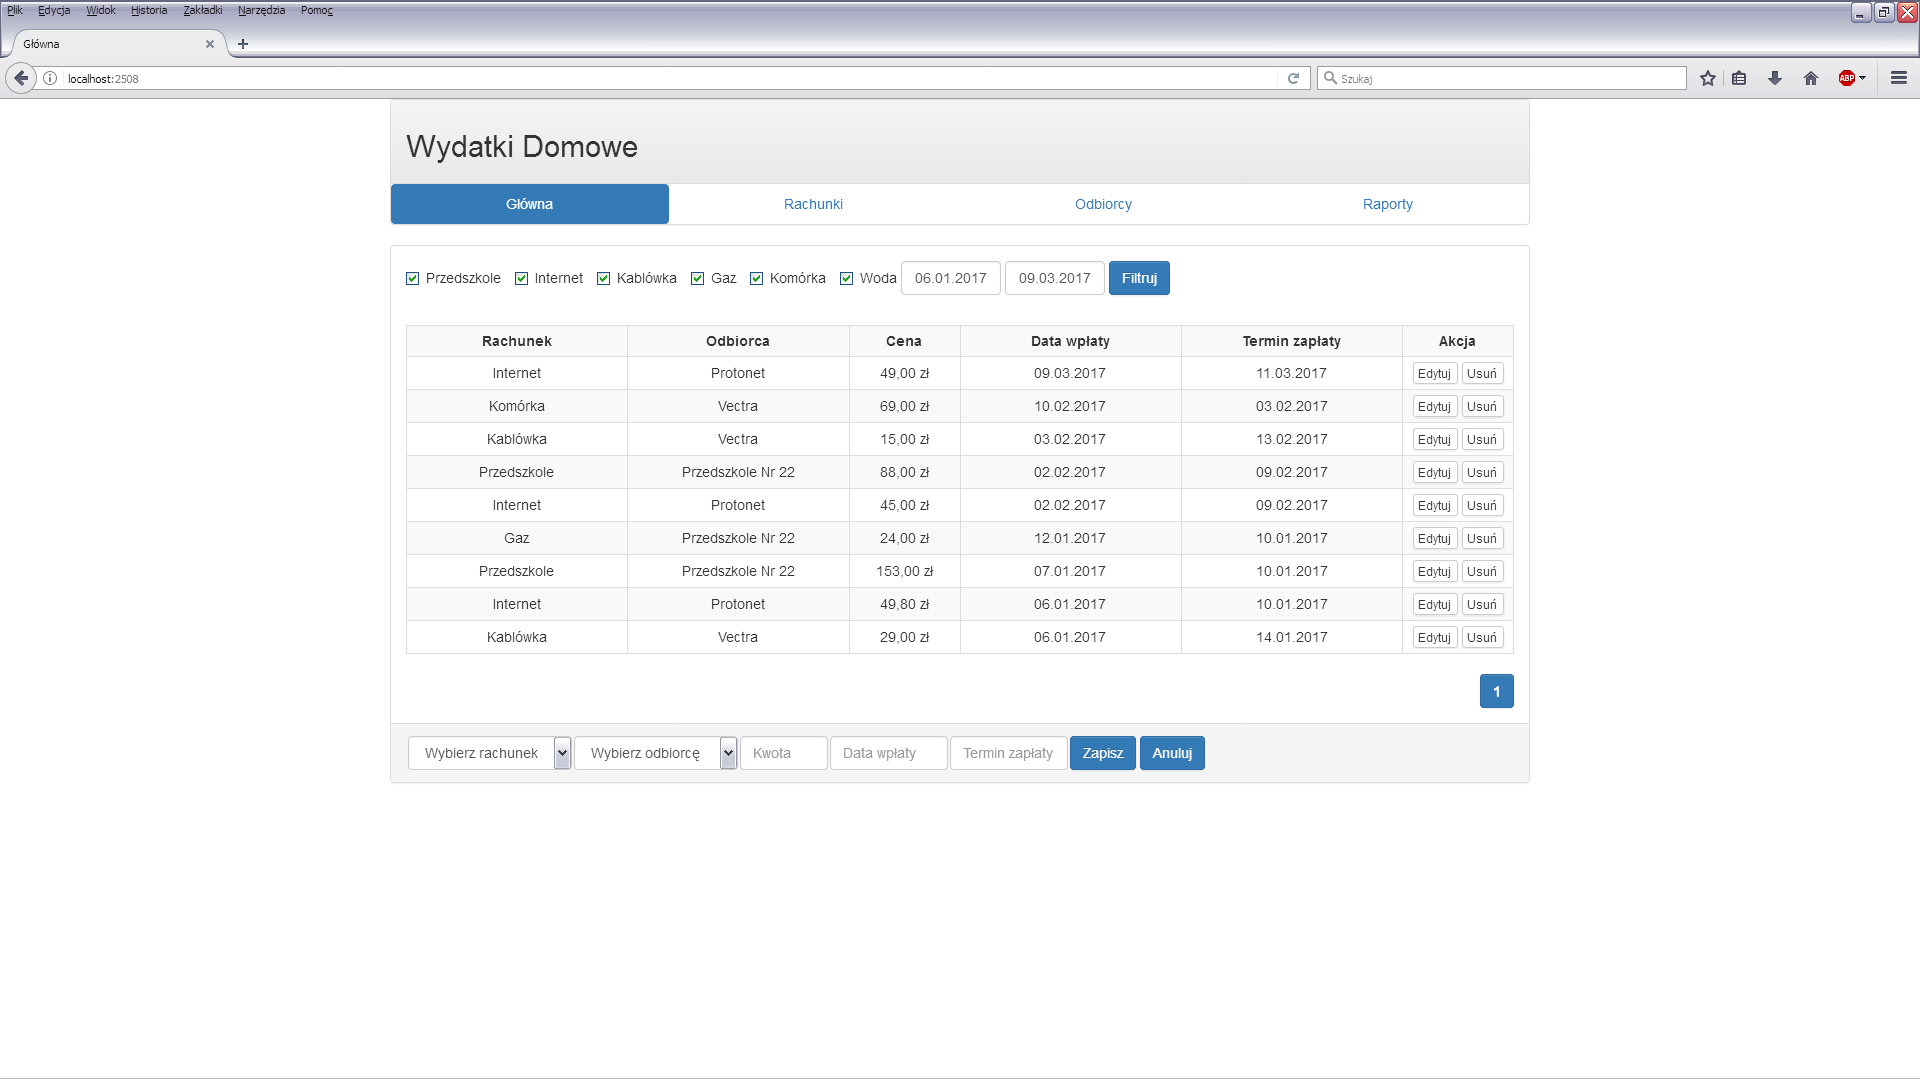 Plik Edycja Widok Historia Zakładki Narzędzia Pomoc
Główna
localhost:2508 Szukaj ABP
Wydatki Domowe
Główna Rachunki Odbiorcy Raporty
Przedszkole Internet Kablówka Gaz Komórka Woda 06.01.2017 09.03.2017 Filtruj
Rachunek Odbiorca Cena Data wpłaty Termin zapłaty Akcja
Internet Protonet 49,00 zł 09.03.2017 11.03.2017 Edytuj Usuń
Komórka Vectra 69,00 zł 10.02.2017 03.02.2017 Edytuj Usuń
Kablówka Vectra 15,00 zł 03.02.2017 13.02.2017 Edytuj Usuń
Przedszkole Przedszkole Nr 22 88,00 zł 02.02.2017 09.02.2017 Edytuj Usuń
Internet Protonet 45,00 zł 02.02.2017 09.02.2017 Edytuj Usuń
Gaz Przedszkole Nr 22 24,00 zł 12.01.2017 10.01.2017 Edytuj Usuń
Przedszkole Przedszkole Nr 22 153,00 zł 07.01.2017 10.01.2017 Edytuj Usuń
Internet Protonet 49,80 zł 06.01.2017 10.01.2017 Edytuj Usuń
Kablówka Vectra 29,00 zł 06.01.2017 14.01.2017 Edytuj Usuń
1
Wybierz rachunek Wybierz odbiorcę Kwota Data wpłaty Termin zapłaty Zapisz Anuluj